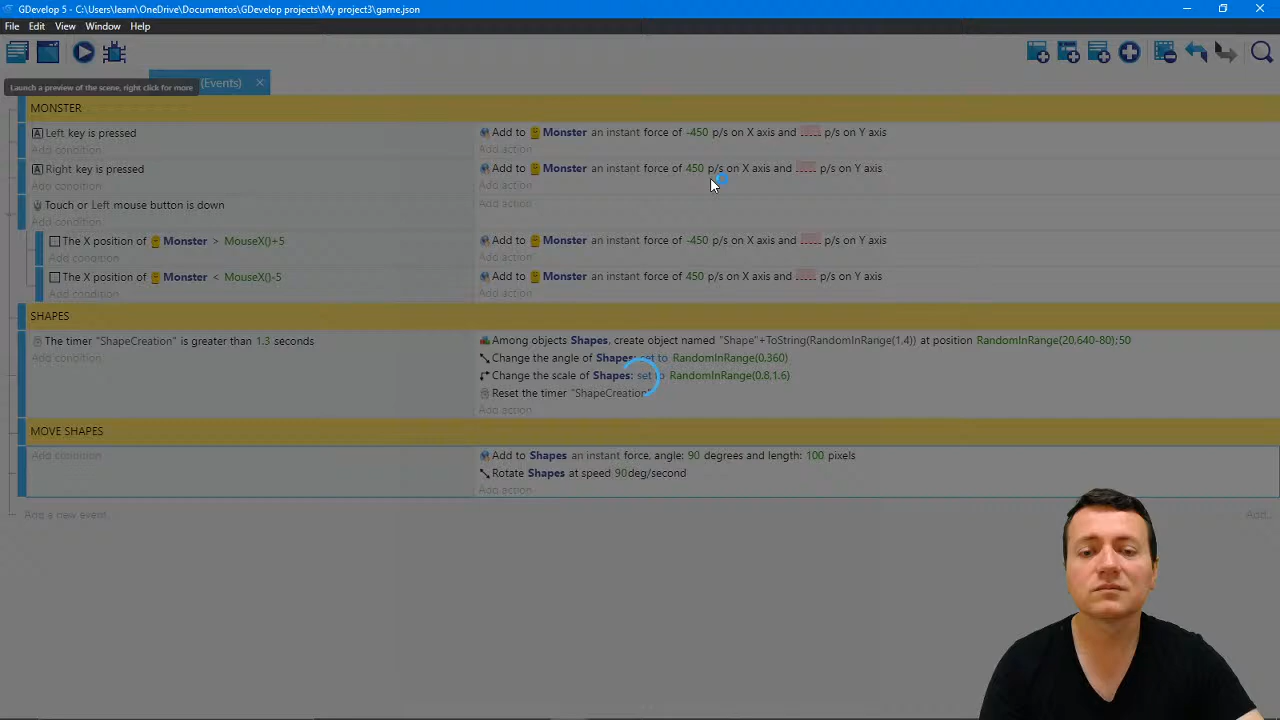 GDevelop 5 - C:\Users\learn\OneDrive\Documentos\GDevelop projects\My project3\game.json
File Edit View Window Help
Launch a preview of the scene, right click for more
(Events)
MONSTER
Left key is pressed
Add to Monster an instant force of -450 p/s on X axis and p/s on Y axis
Add condition
Add action
Right key is pressed
Add to Monster an instant force of 450 p/s on X axis and p/s on Y axis
Add condition
Add action
Touch or Left mouse button is down
Add action
Add condition
The X position of Monster > MouseX()+5
Add to Monster an instant force of -450 p/s on X axis and p/s on Y axis
Add condition
Add action
The X position of Monster < MouseX()-5
Add to Monster an instant force of 450 p/s on X axis and p/s on Y axis
Add condition
Add action
SHAPES
The timer "ShapeCreation" is greater than 1.3 seconds
Among objects Shapes, create object named "Shape"+ToString(RandomInRange(1,4)) at position RandomInRange(20,640-80);50
Add condition
Change the angle of Shapes: set to RandomInRange(0,360)
Change the scale of Shapes: set to RandomInRange(0.8,1.6)
Reset the timer "ShapeCreation"
Add action
MOVE SHAPES
Add condition
Add to Shapes an instant force, angle: 90 degrees and length: 100 pixels
Rotate Shapes at speed 90deg/second
Add action
Add a new event
Add...